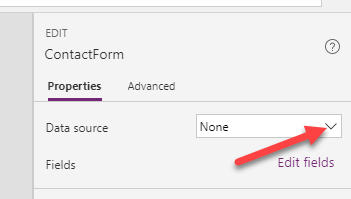 EDIT
ContactForm
Properties Advanced
Data source None
Fields Edit fields